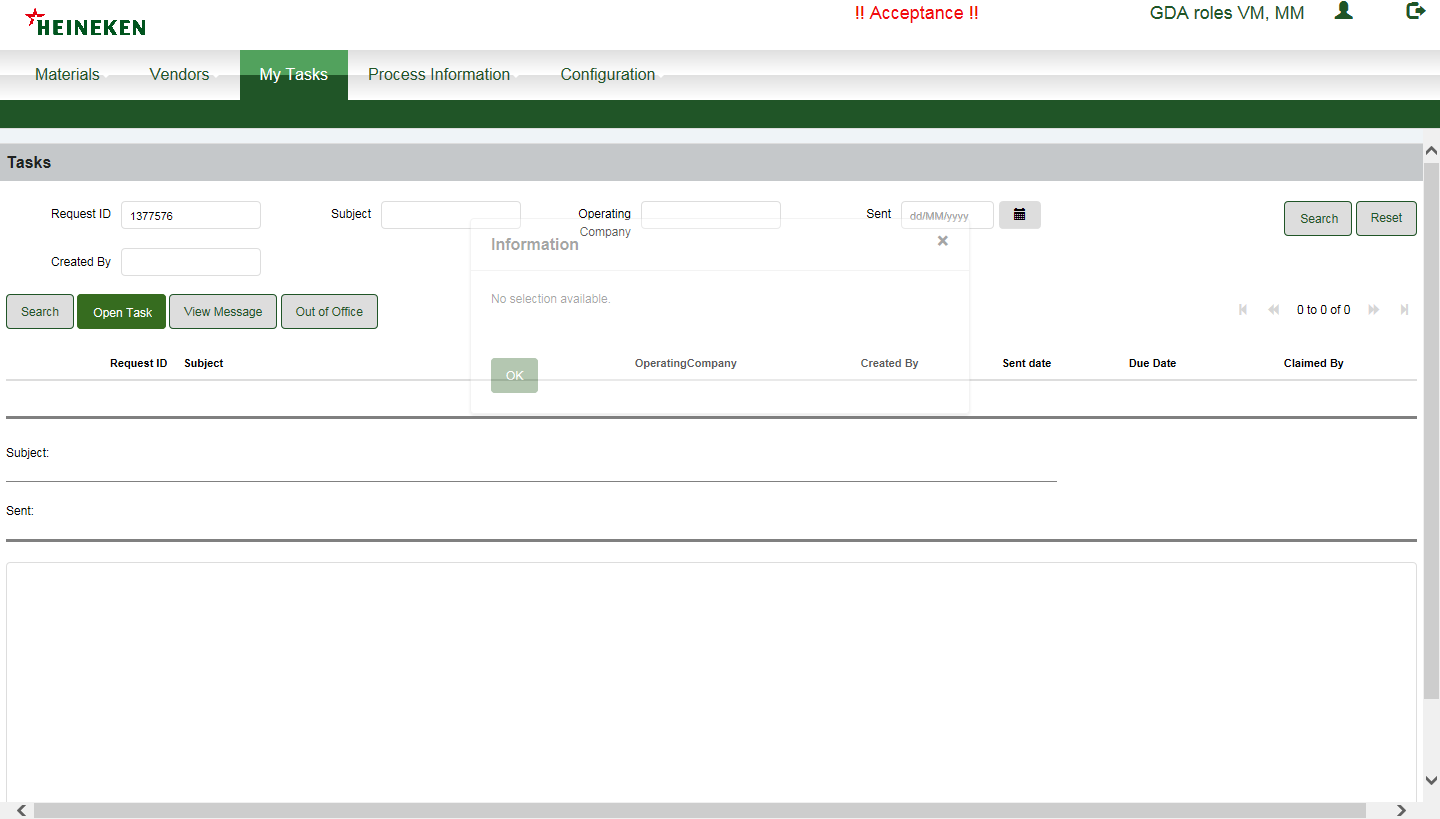 HEINEKEN
!! Acceptance !!
GDA roles VM, MM
Materials Vendors My Tasks Process Information Configuration
Tasks
Request ID 1377576 Subject Operating Company Sent dd/MM/yyyy Search Reset
Created By
Information ×
No selection available.
OK
Search Open Task View Message Out of Office 0 to 0 of 0
Request ID Subject OperatingCompany Created By Sent date Due Date Claimed By
Subject:
Sent: